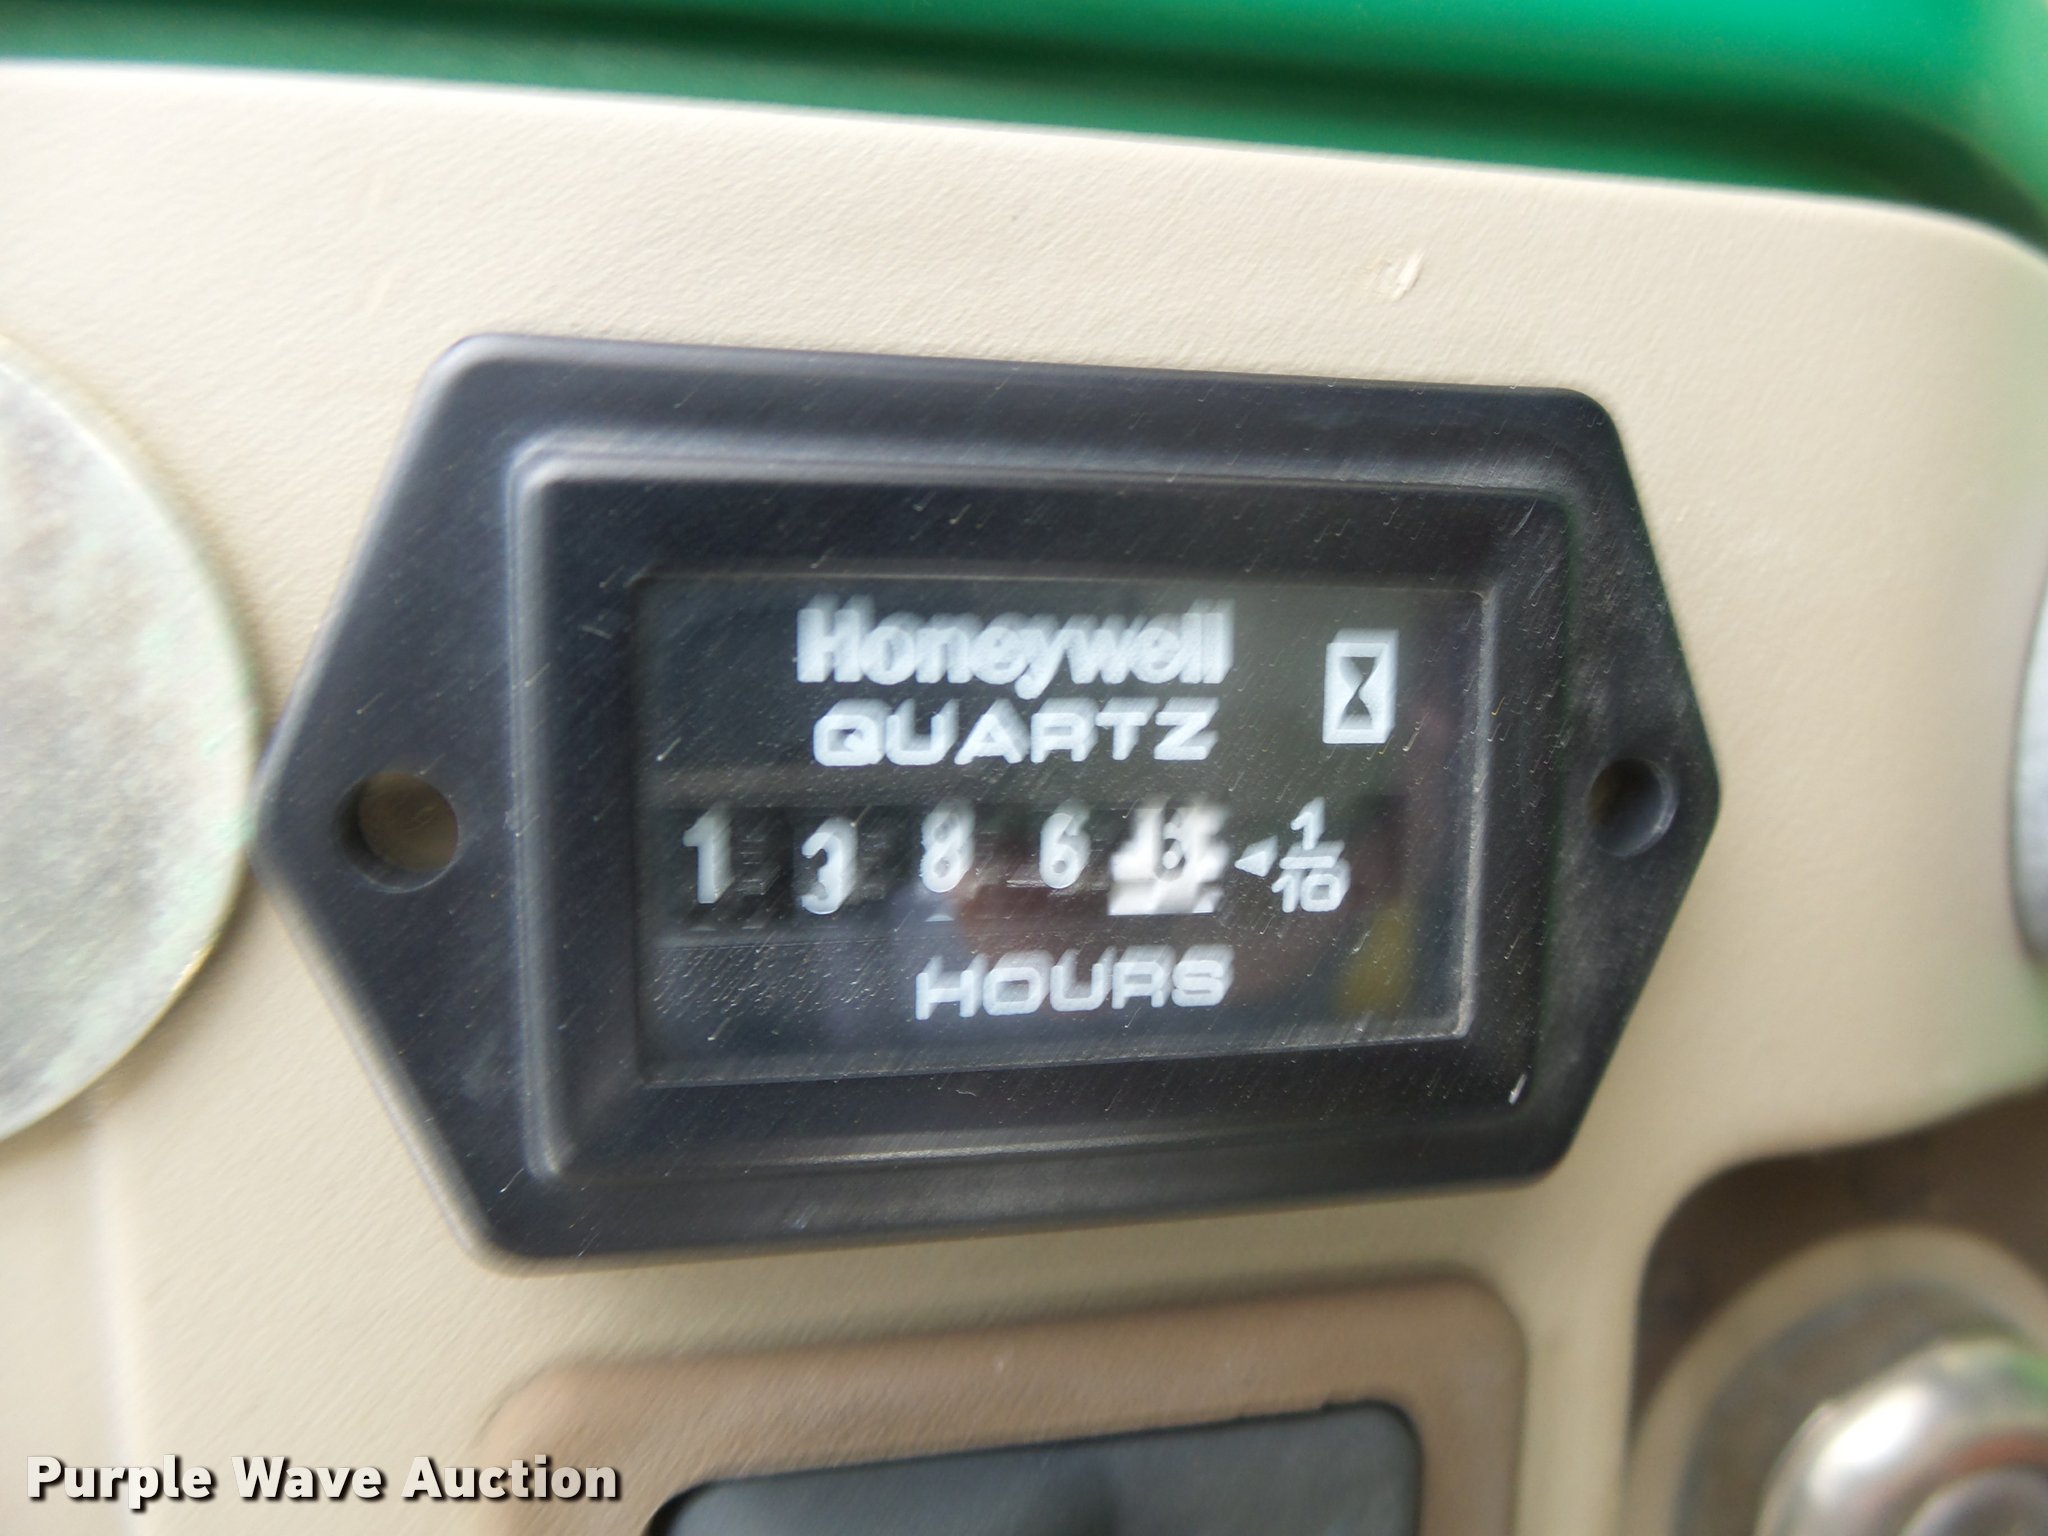 Honeywell
QUARTZ
1 3 8 6
1/10
HOURS
Purple Wave Auction